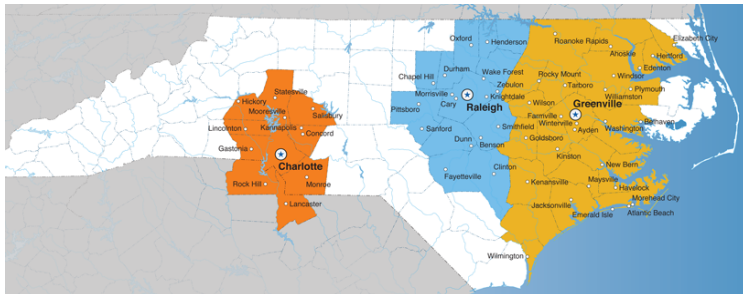 Oxford
Henderson
Roanoke Rapids
Elizabeth City
Ahoskie
Hertford
Edenton
Durham
Wake Forest
Rocky Mount
Windsor
Chapel Hill
Zebulon
Tarboro
Plymouth
Statesville
Hickory
Morrisville
Cary
Knightdale
Williamston
Mooresville
Salisbury
Pittsboro
Raleigh
Wilson
Greenville
Farmville
Winterville
Belhaven
Lincolnton
Kannapolis
Concord
Sanford
Smithfield
Ayden
Washington
Dunn
Benson
Goldsboro
Gastonia
Charlotte
Kinston
New Bern
Clinton
Fayetteville
Rock Hill
Monroe
Kenansville
Maysville
Havelock
Lancaster
Jacksonville
Morehead City
Emerald Isle
Atlantic Beach
Wilmington